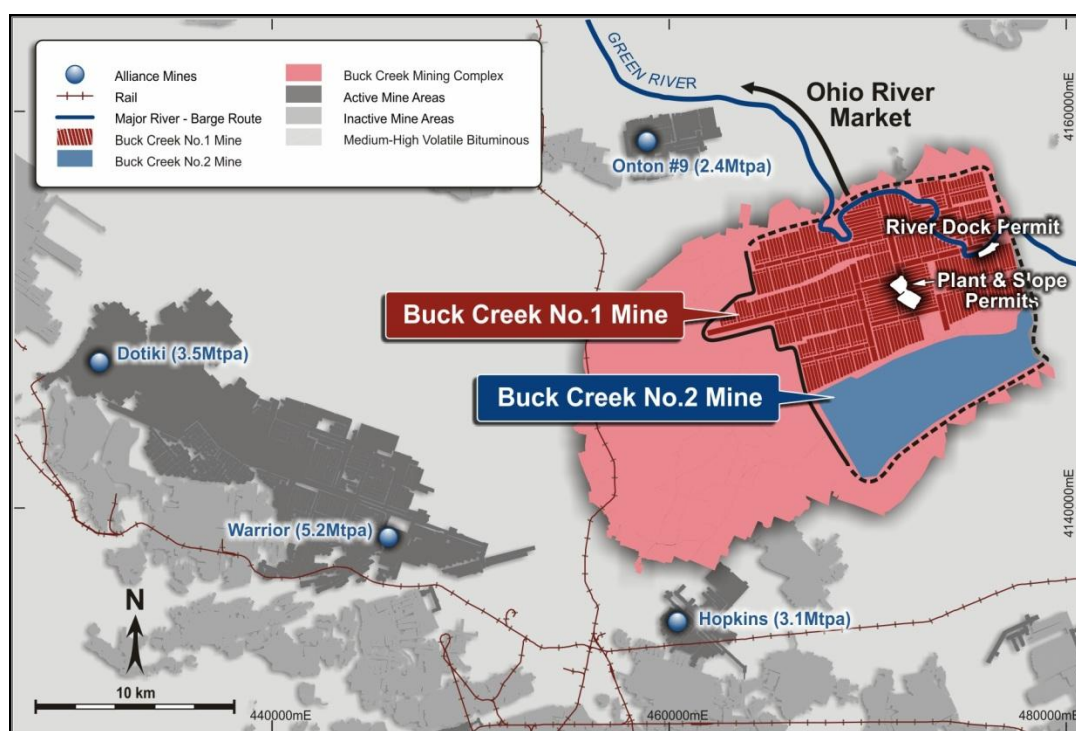 Alliance Mines
Rail
Major River - Barge Route
Buck Creek No.1 Mine
Buck Creek No.2 Mine
Buck Creek Mining Complex
Active Mine Areas
Inactive Mine Areas
Medium-High Volatile Bituminous
GREEN RIVER
Ohio River
Market
4160000mE
Onton #9 (2.4Mtpa)
River Dock Permit
Plant & Slope
Permits
Buck Creek No.1 Mine
Dotiki (3.5Mtpa)
Buck Creek No.2 Mine
Warrior (5.2Mtpa)
4140000mE
N
Hopkins (3.1Mtpa)
10 km
440000mE
460000mE
480000mE